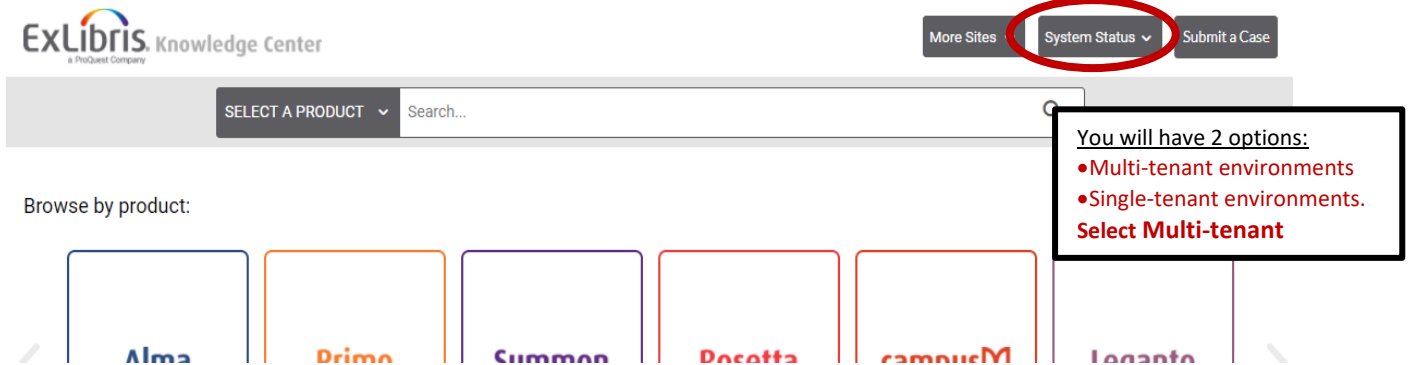 ExLibris Knowledge Center
a ProQuest Company
More Sites
System Status
Submit a Case
SELECT A PRODUCT
Search...
You will have 2 options:
•Multi-tenant environments
•Single-tenant environments.
Select Multi-tenant
Browse by product:
Alma
Primo
Summon
Rosetta
campusM
Leganto